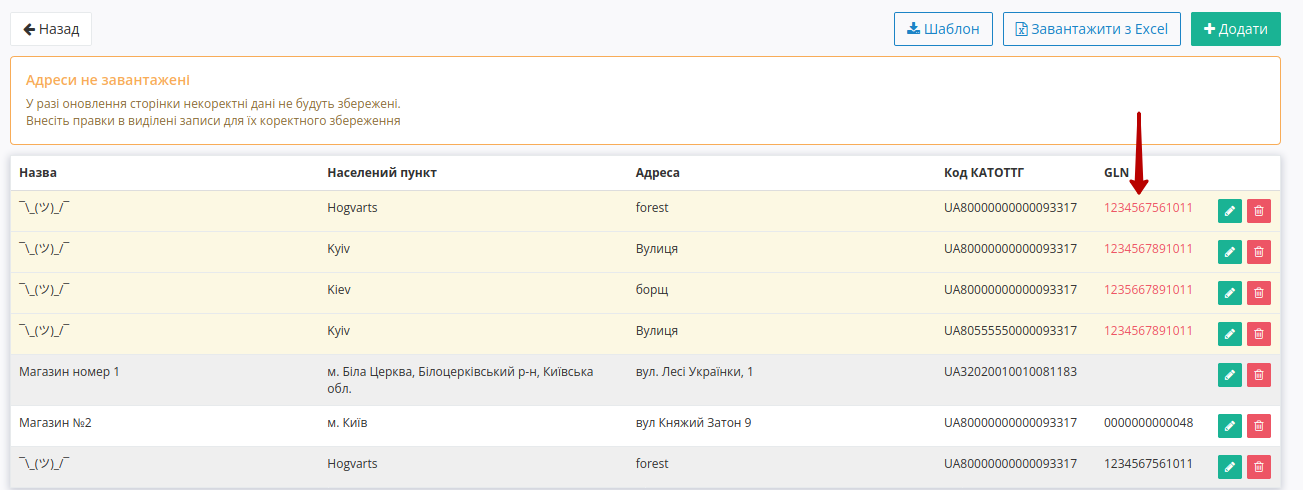 Назад
Шаблон
Завантажити з Excel
Додати
Адреси не завантажені
У разі оновлення сторінки некоректні дані не будуть збережені.
Внесіть правки в виділені записи для їх коректного збереження
Назва Населений пункт Адреса Код КАТОТТГ GLN
¯\_(ツ)_/¯ Hogvarts forest UA80000000000093317 1234567561011
¯\_(ツ)_/¯ Kyiv Вулиця UA80000000000093317 1234567891011
¯\_(ツ)_/¯ Kiev борщ UA80000000000093317 1235667891011
¯\_(ツ)_/¯ Kyiv Вулиця UA80555550000093317 1234567891011
Магазин номер 1 м. Біла Церква, Білоцерківський р-н, Київська вул. Лесі Українки, 1 UA32020010010081183
обл.
Магазин №2 м. Київ вул Княжий Затон 9 UA80000000000093317 0000000000048
¯\_(ツ)_/¯ Hogvarts forest UA80000000000093317 1234567561011